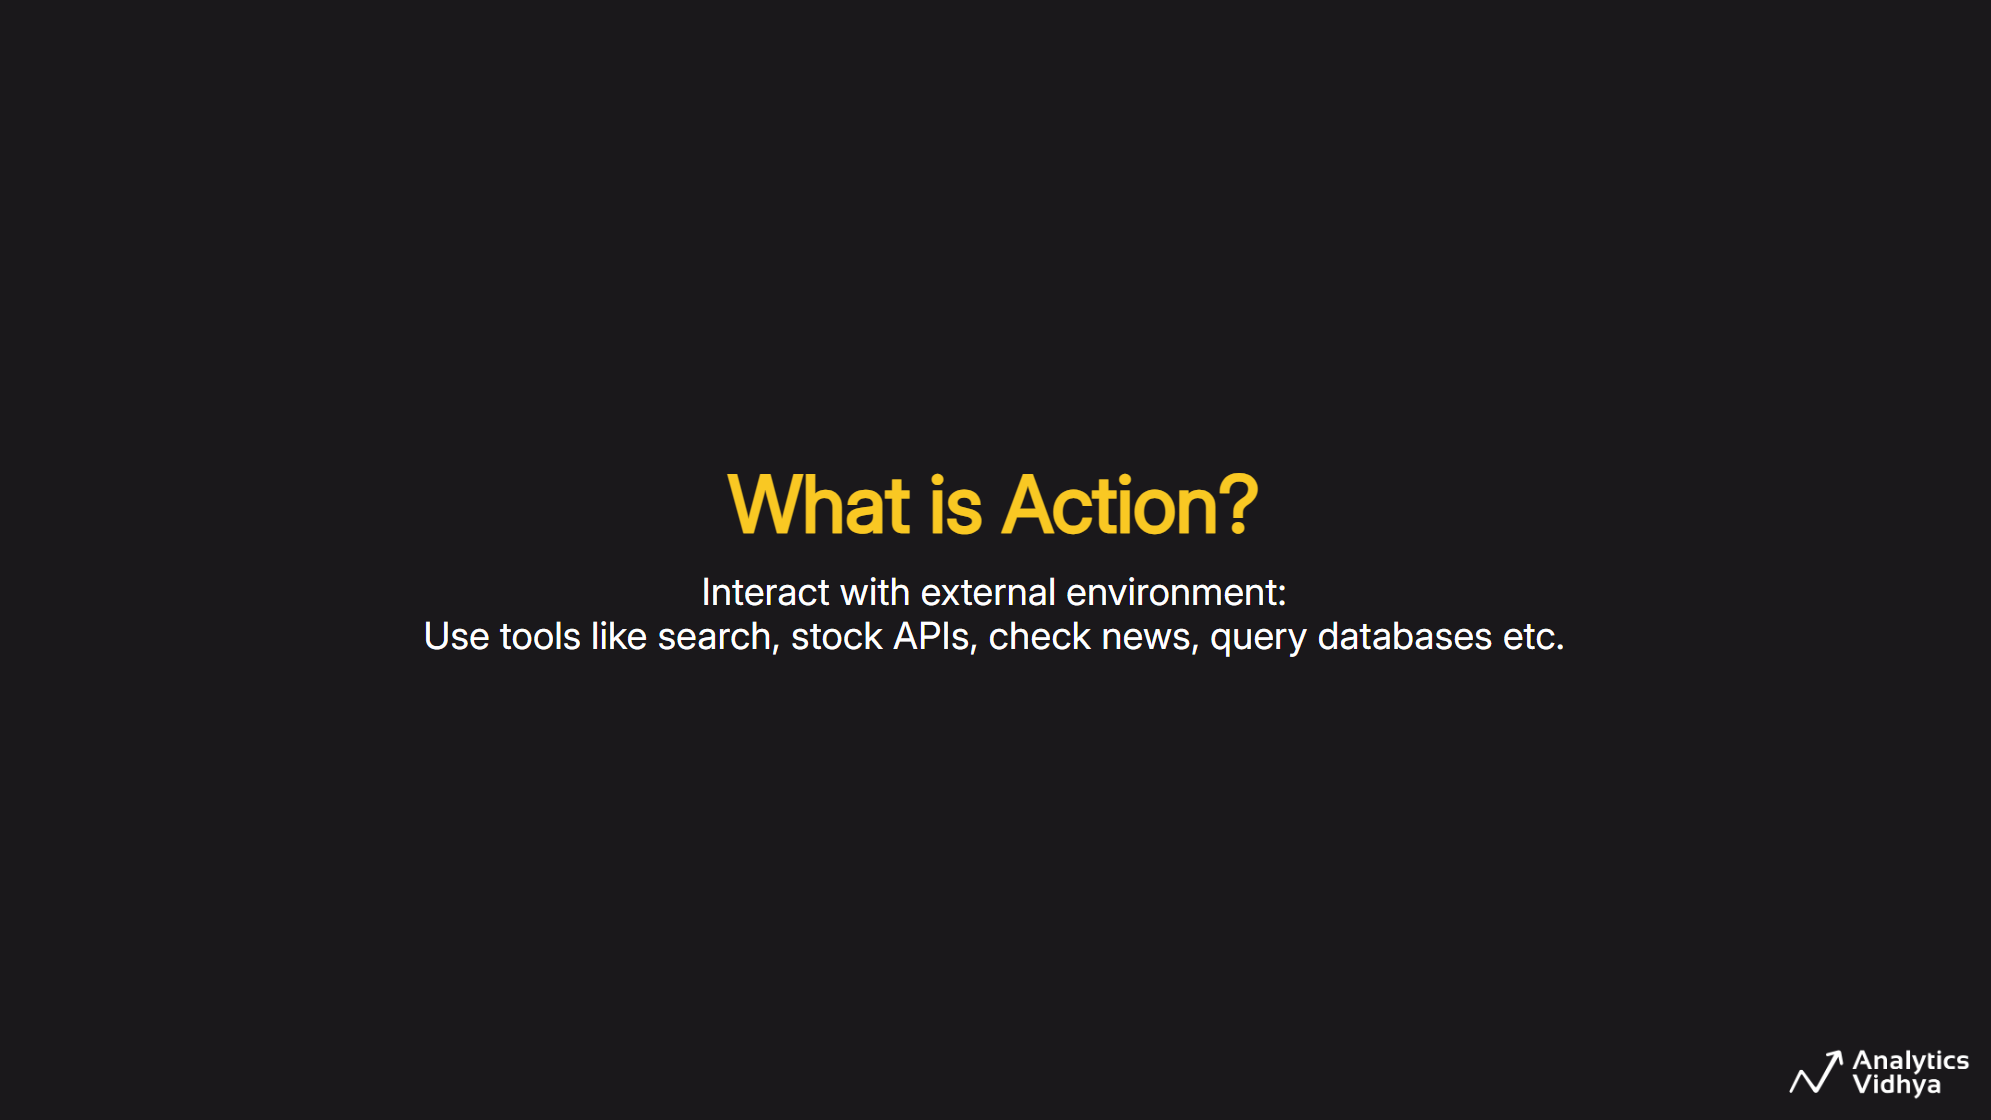 What is Action?
Interact with external environment:
Use tools like search, stock APIs, check news, query databases etc.
Analytics
Vidhya